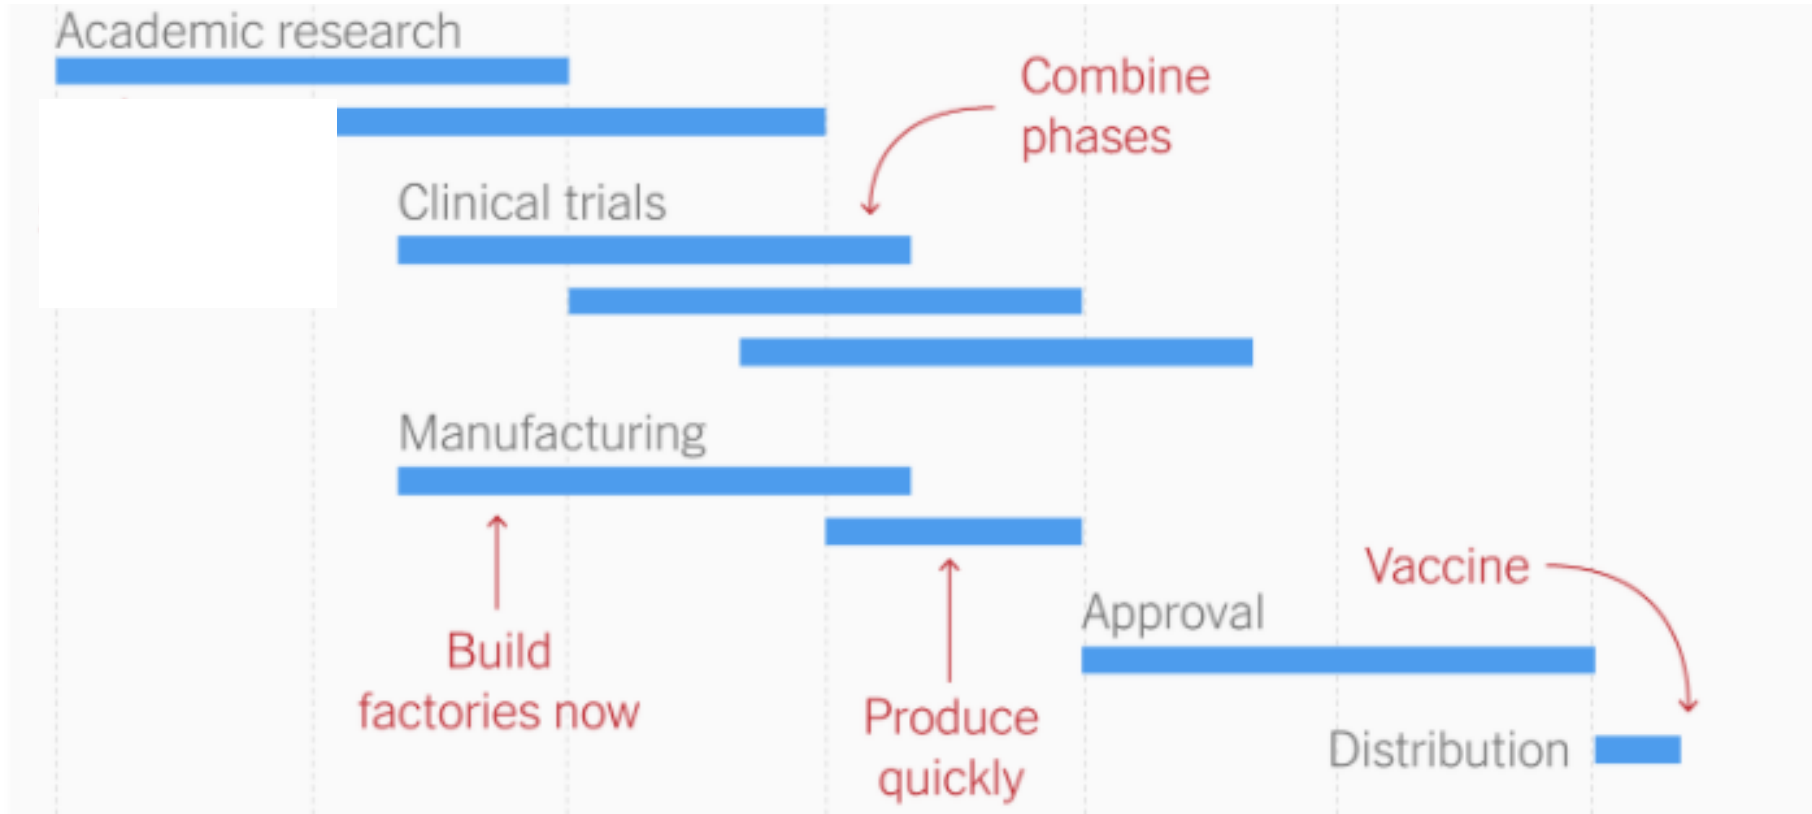 Academic research
Combine
phases
Clinical trials
Manufacturing
Build
factories now
Produce
quickly
Vaccine
Approval
Distribution